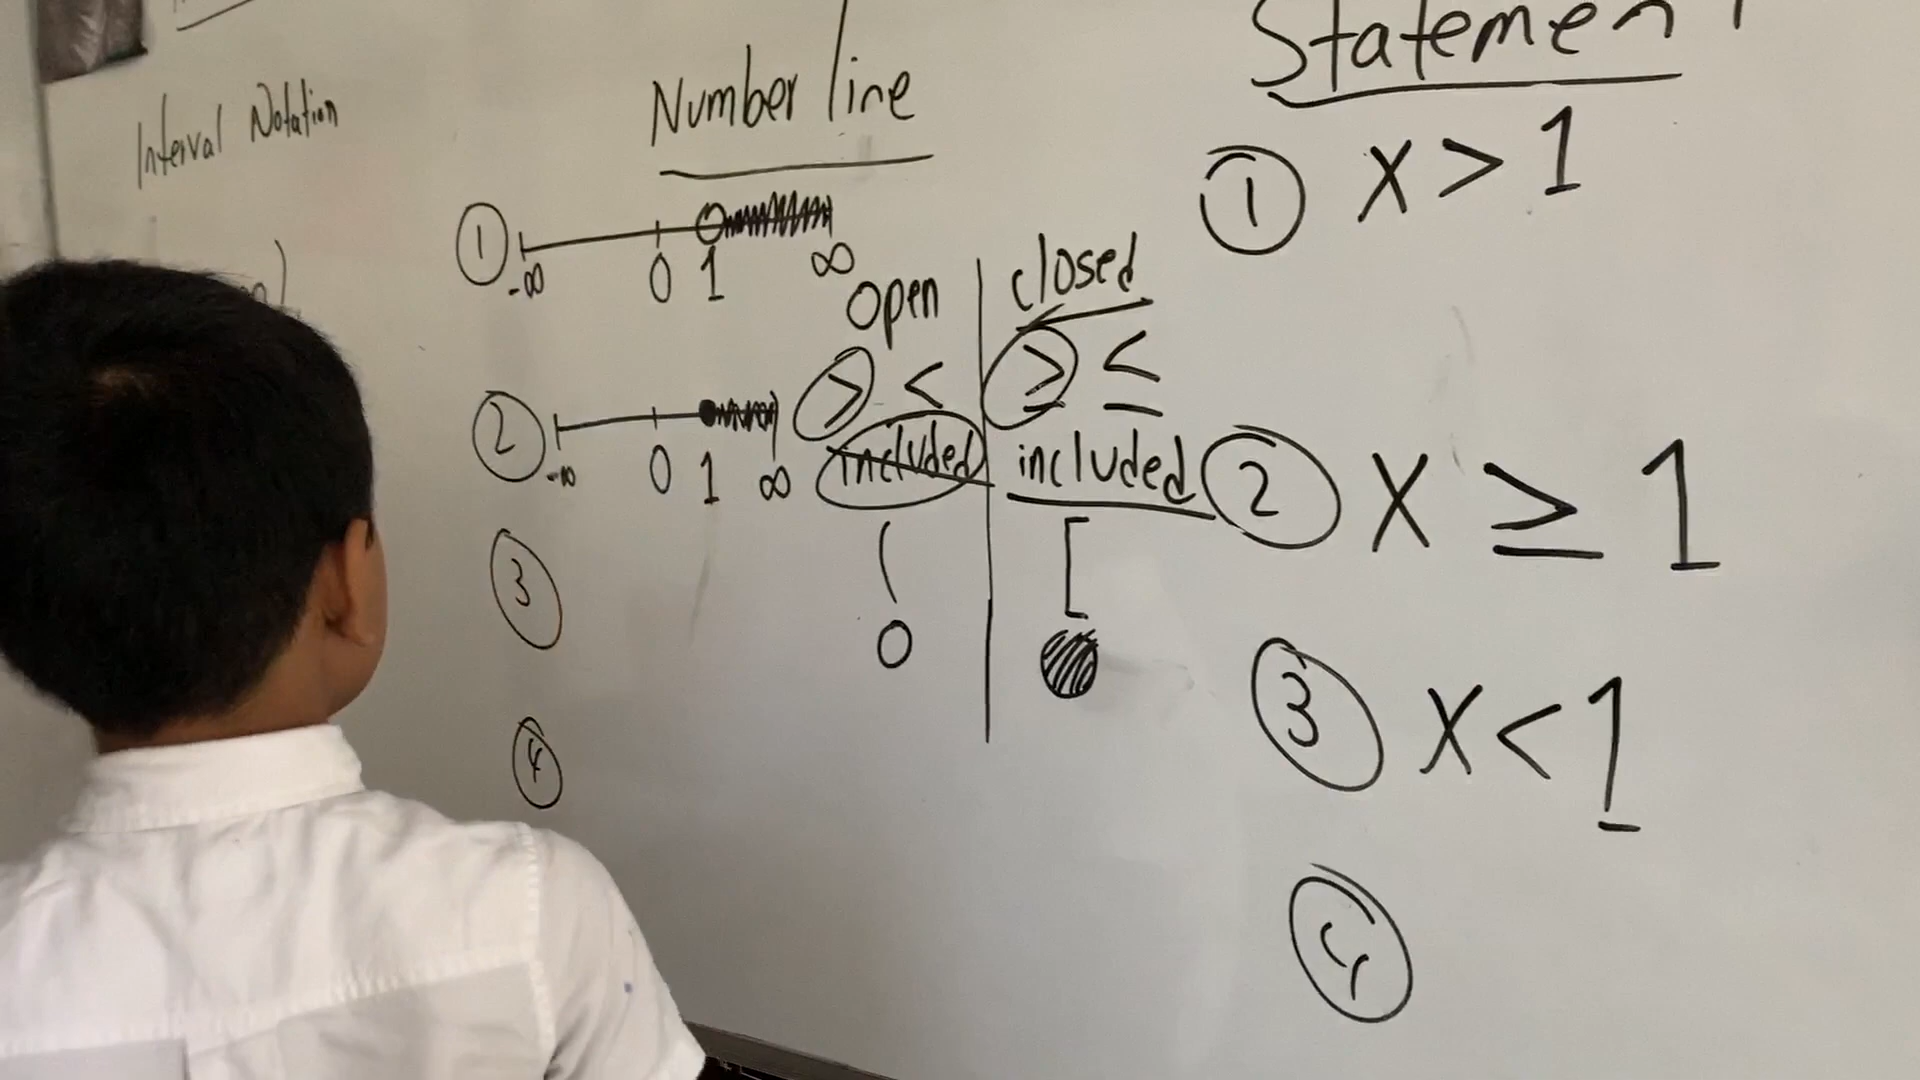 Interval Notation
Number line
① -∞ 0 1 ∞
② -∞ 0 1 ∞
③
④
Open | closed
> < | ≥ ≤
included | included
( | [
Statement
① x > 1
② x ≥ 1
③ x < 1
④